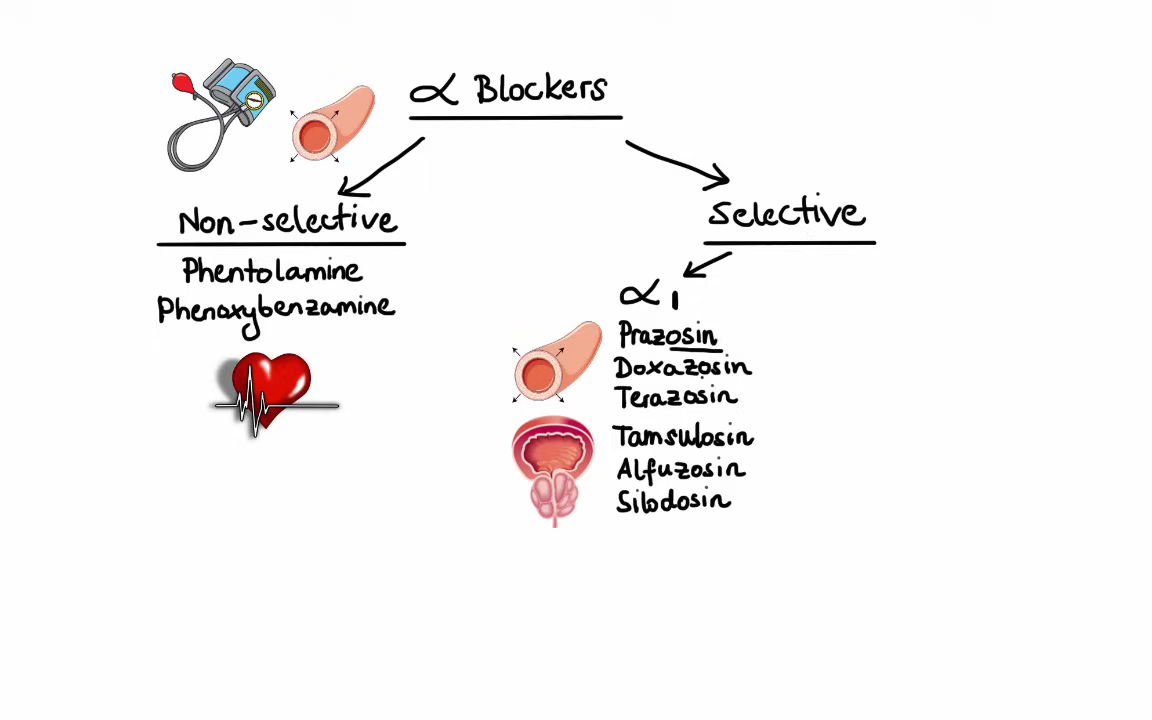 α Blockers
Non-selective
Phentolamine
Phenoxybenzamine
Selective
α1
Prazosin
Doxazosin
Terazosin
Tamsulosin
Alfuzosin
Silodosin